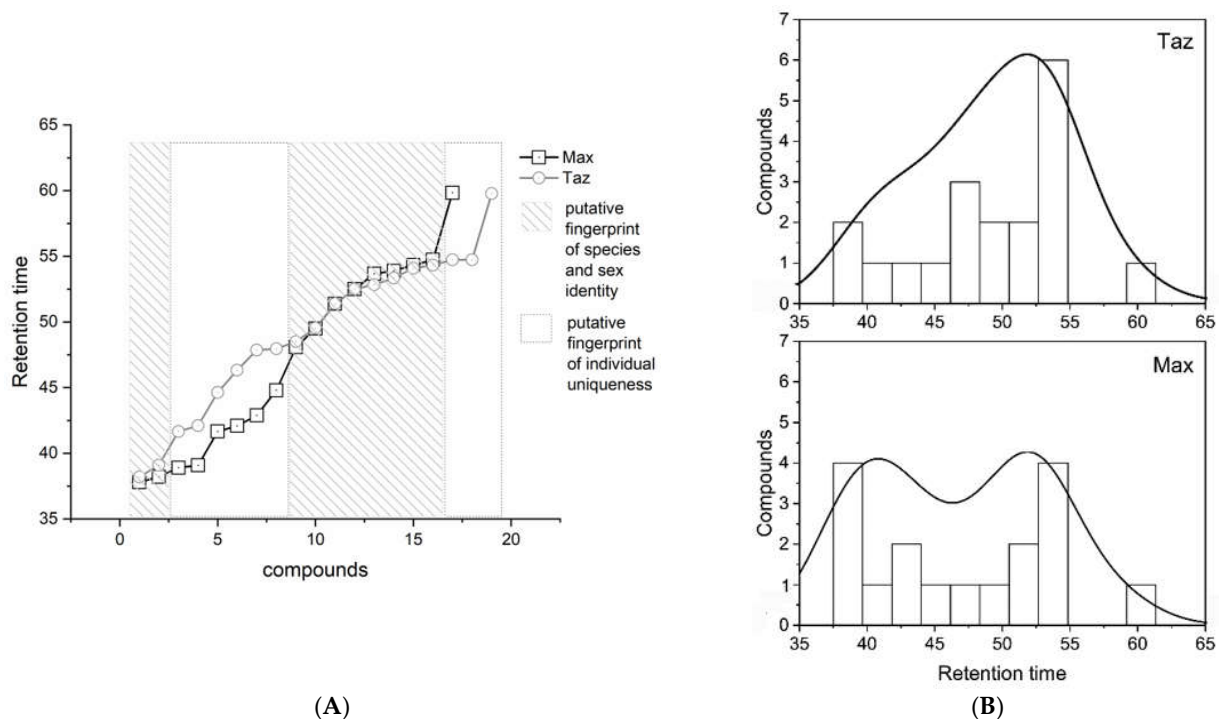 65
60
55
50
45
40
35
Retention time
0
5
10
15
20
compounds
Max
Taz
putative
fingerprint
of species
and sex
identity
putative
fingerprint
of individual
uniqueness
(A)
Taz
7
6
5
4
3
2
1
0
Compounds
35
40
45
50
55
60
65
Max
7
6
5
4
3
2
1
0
Compounds
35
40
45
50
55
60
65
Retention time
(B)